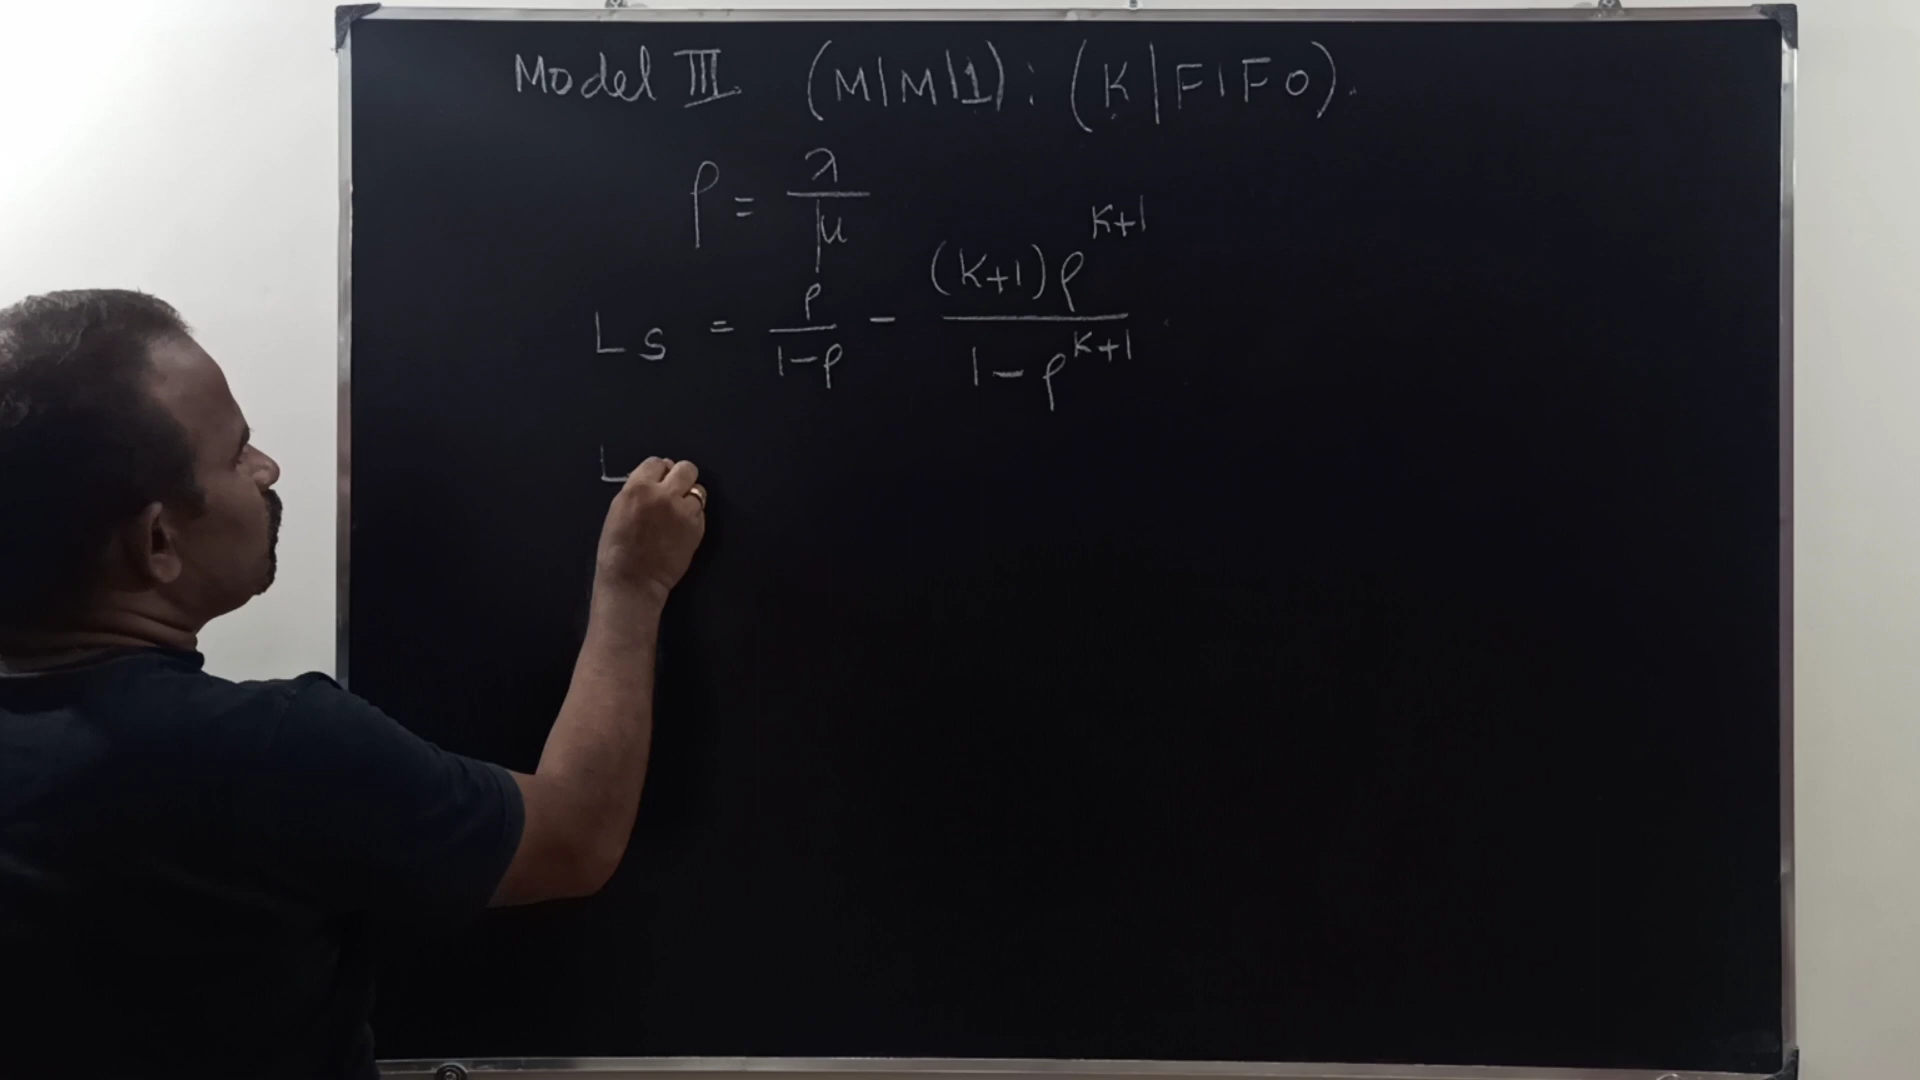 Model III (M|M|1) : (K|FIFO).
ρ = λ/μ
Ls = ρ/(1-ρ) - (K+1)ρ^(K+1)/(1-ρ^(K+1))
L